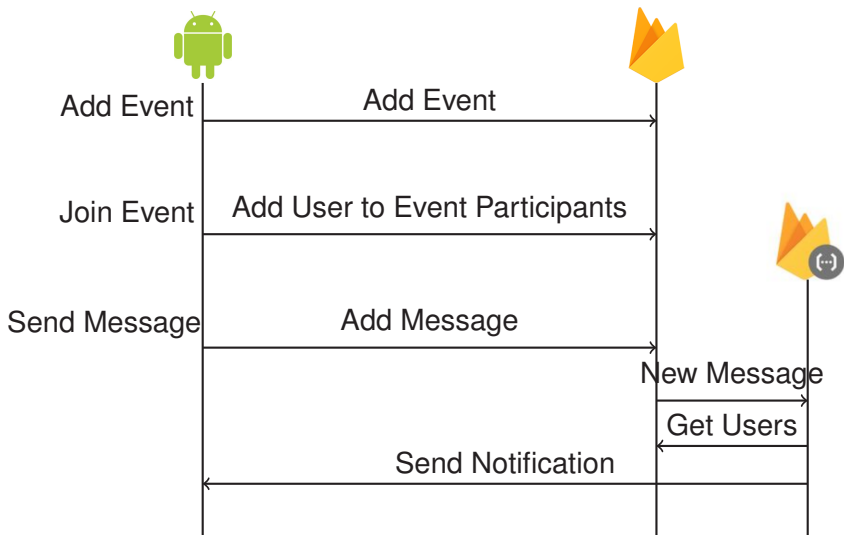 Add Event
Add Event
Join Event
Add User to Event Participants
Send Message
Add Message
New Message
Get Users
Send Notification